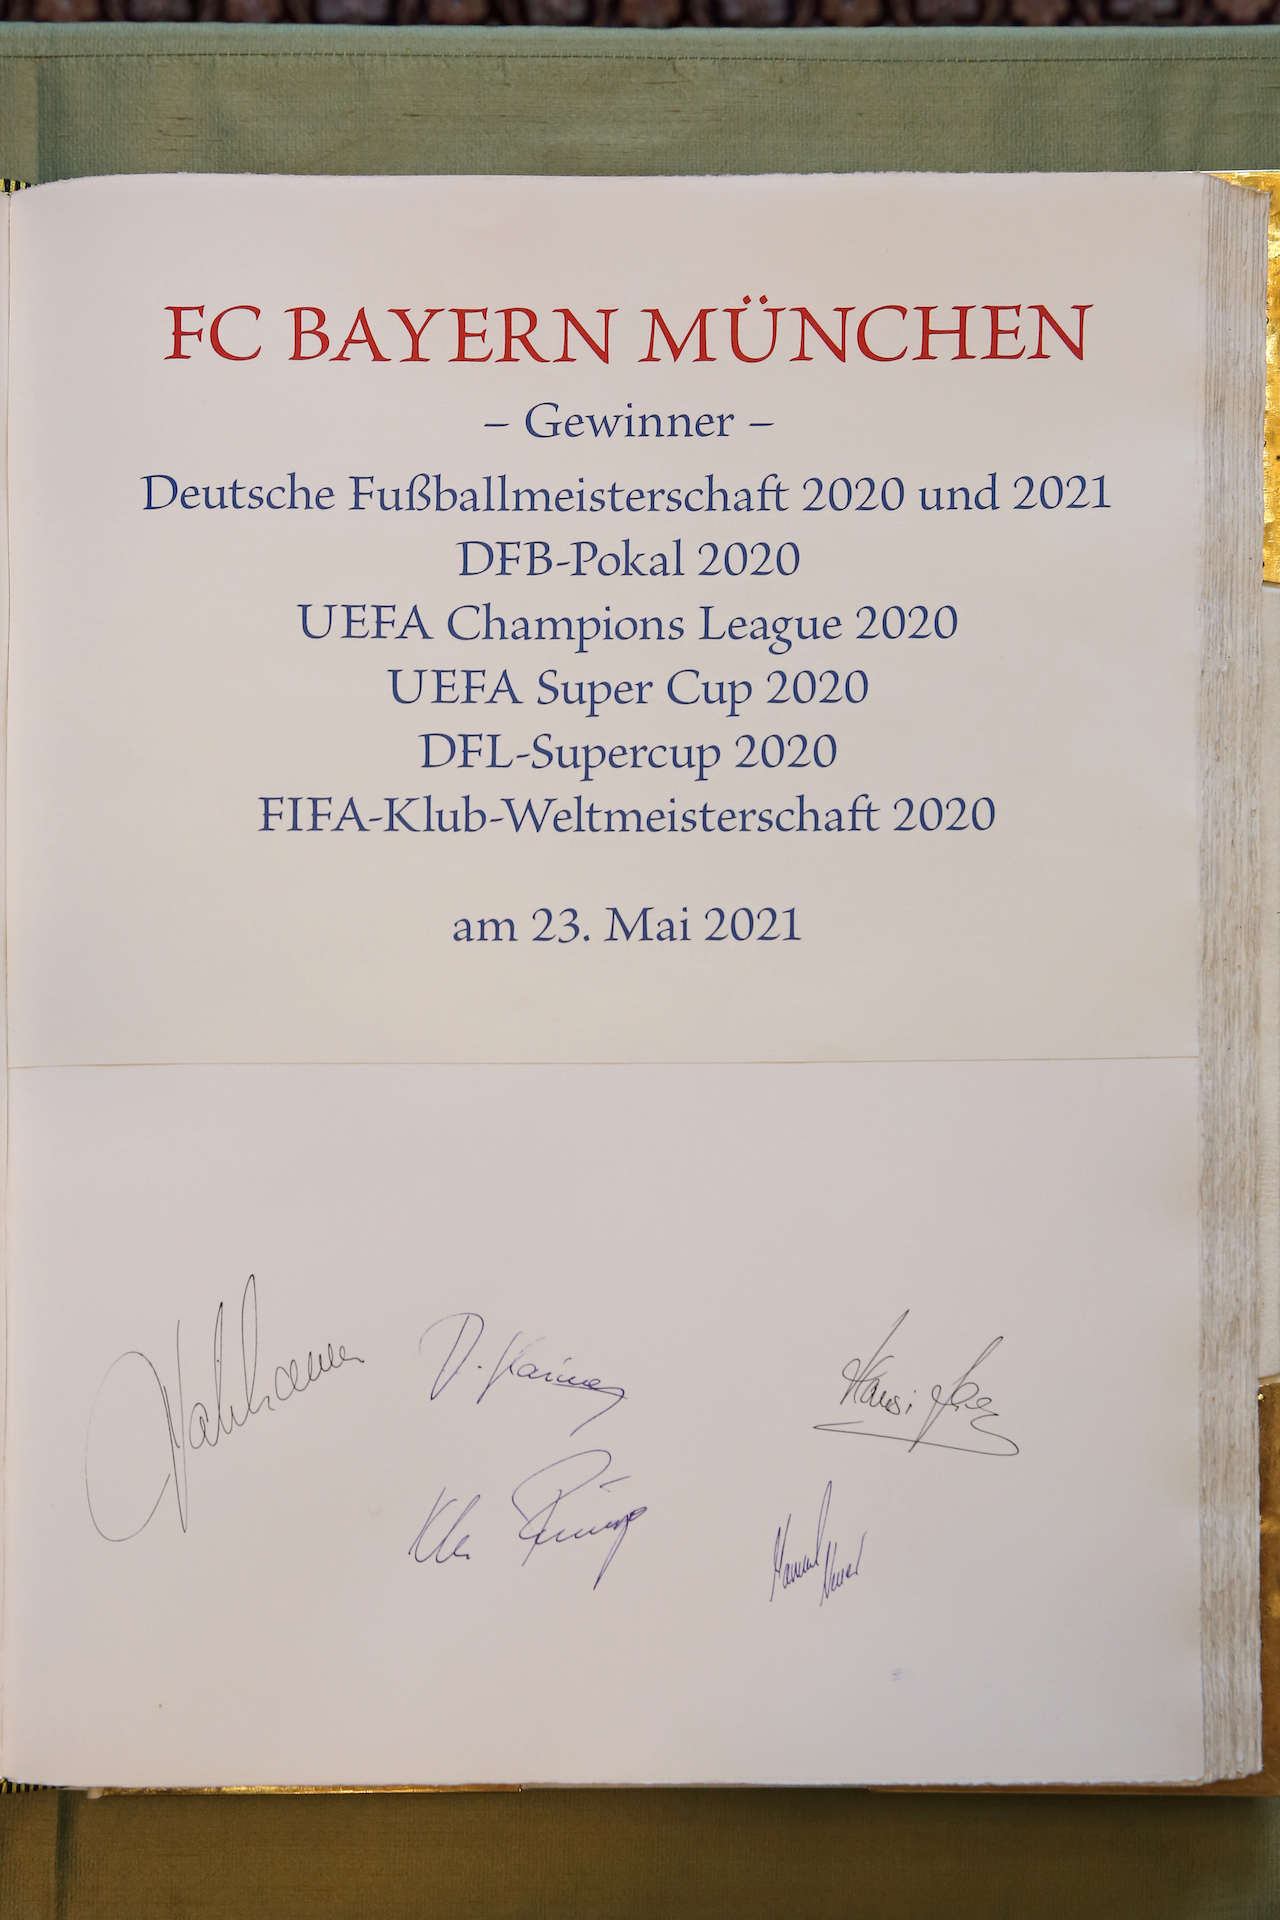 FC BAYERN MÜNCHEN
– Gewinner –
Deutsche Fußballmeisterschaft 2020 und 2021
DFB-Pokal 2020
UEFA Champions League 2020
UEFA Super Cup 2020
DFL-Supercup 2020
FIFA-Klub-Weltmeisterschaft 2020
am 23. Mai 2021
Hansi